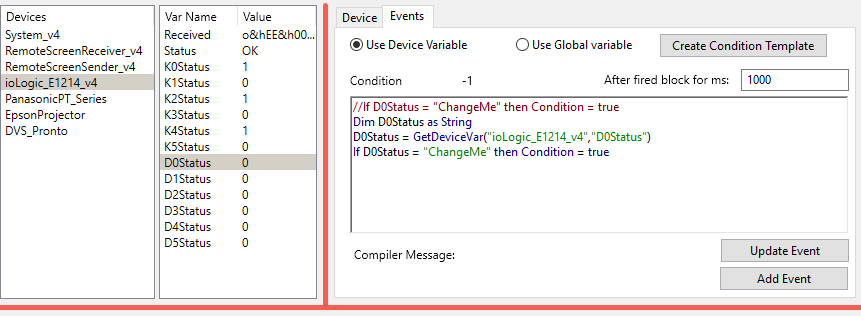 Devices
System_v4
RemoteScreenReceiver_v4
RemoteScreenSender_v4
ioLogic_E1214_v4
PanasonicPT_Series
EpsonProjector
DVS_Pronto
Var Name Value
Received o&hEE&h00...
Status OK
K0Status 1
K1Status 0
K2Status 1
K3Status 0
K4Status 1
K5Status 0
D0Status 0
D1Status 0
D2Status 0
D3Status 0
D4Status 0
D5Status 0
Device Events
Use Device Variable Use Global variable Create Condition Template
Condition -1 After fired block for ms: 1000
//If D0Status = "ChangeMe" then Condition = true
Dim D0Status as String
D0Status = GetDeviceVar("ioLogic_E1214_v4","D0Status")
If D0Status = "ChangeMe" then Condition = true
Compiler Message:
Update Event
Add Event